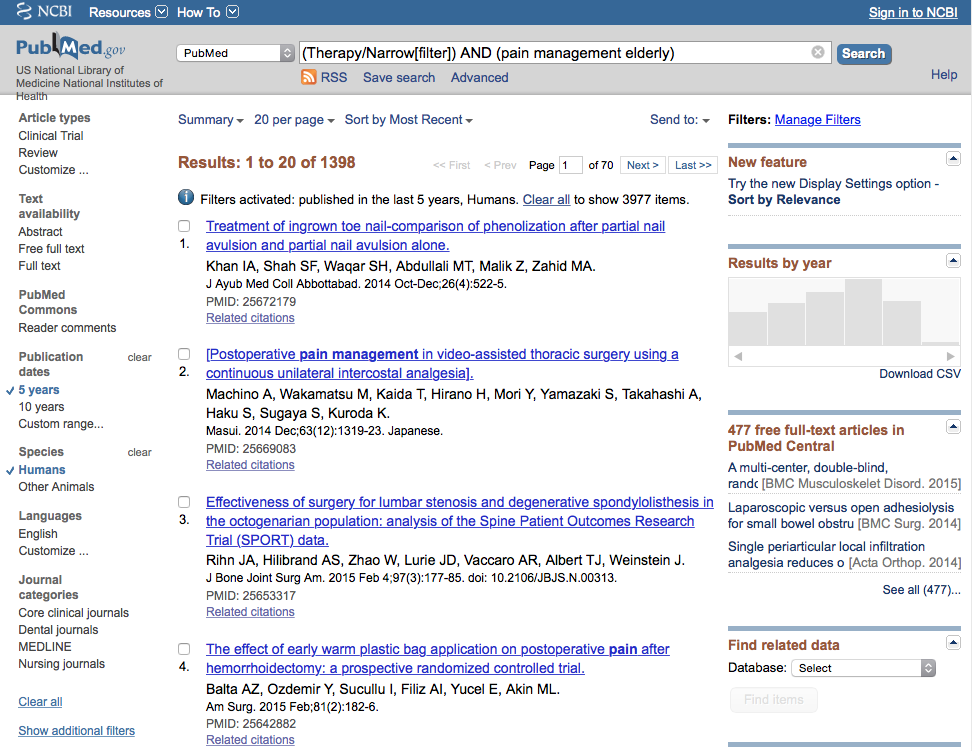 NCBI Resources How To Sign in to NCBI
PubMed.gov
US National Library of
Medicine National Institutes of
Health
PubMed
(Therapy/Narrow[filter]) AND (pain management elderly)
Search
RSS Save search Advanced
Help
Article types
Clinical Trial
Review
Customize ...
Text
availability
Abstract
Free full text
Full text
PubMed
Commons
Reader comments
Publication
dates
clear
5 years
10 years
Custom range...
Species
clear
Humans
Other Animals
Languages
English
Customize ...
Journal
categories
Core clinical journals
Dental journals
MEDLINE
Nursing journals
Clear all
Show additional filters
Summary 20 per page Sort by Most Recent Send to:
Results: 1 to 20 of 1398
<< First < Prev Page 1 of 70 Next > Last >>
Filters activated: published in the last 5 years, Humans. Clear all to show 3977 items.
1.
Treatment of ingrown toe nail-comparison of phenolization after partial nail
avulsion and partial nail avulsion alone.
Khan IA, Shah SF, Waqar SH, Abdullali MT, Malik Z, Zahid MA.
J Ayub Med Coll Abbottabad. 2014 Oct-Dec;26(4):522-5.
PMID: 25672179
Related citations
2.
[Postoperative pain management in video-assisted thoracic surgery using a
continuous unilateral intercostal analgesia].
Machino A, Wakamatsu M, Kaida T, Hirano H, Mori Y, Yamazaki S, Takahashi A,
Haku S, Sugaya S, Kuroda K.
Masui. 2014 Dec;63(12):1319-23. Japanese.
PMID: 25669083
Related citations
3.
Effectiveness of surgery for lumbar stenosis and degenerative spondylolisthesis in
the octogenarian population: analysis of the Spine Patient Outcomes Research
Trial (SPORT) data.
Rihn JA, Hilibrand AS, Zhao W, Lurie JD, Vaccaro AR, Albert TJ, Weinstein J.
J Bone Joint Surg Am. 2015 Feb 4;97(3):177-85. doi: 10.2106/JBJS.N.00313.
PMID: 25653317
Related citations
4.
The effect of early warm plastic bag application on postoperative pain after
hemorrhoidectomy: a prospective randomized controlled trial.
Balta AZ, Ozdemir Y, Sucullu I, Filiz AI, Yucel E, Akin ML.
Am Surg. 2015 Feb;81(2):182-6.
PMID: 25642882
Related citations
Filters: Manage Filters
New feature
Try the new Display Settings option -
Sort by Relevance
Results by year
Download CSV
477 free full-text articles in
PubMed Central
A multi-center, double-blind,
randc [BMC Musculoskelet Disord. 2015]
Laparoscopic versus open adhesiolysis
for small bowel obstru [BMC Surg. 2014]
Single periarticular local infiltration
analgesia reduces o [Acta Orthop. 2014]
See all (477)...
Find related data
Database: Select
Find items